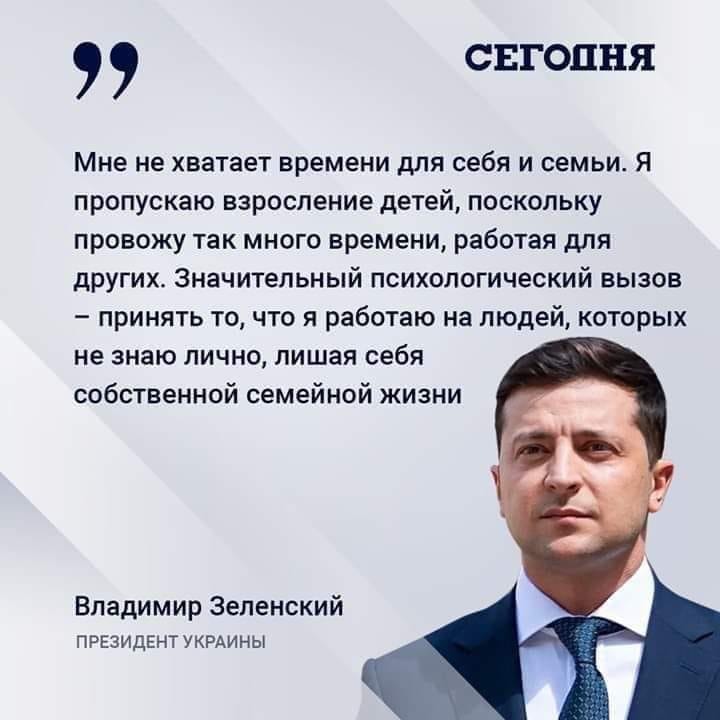 ”
СЕГОДНЯ
Мне не хватает времени для себя и семьи. Я
пропускаю взросление детей, поскольку
провожу так много времени, работая для
других. Значительный психологический вызов
– принять то, что я работаю на людей, которых
не знаю лично, лишая себя
собственной семейной жизни
Владимир Зеленский
ПРЕЗИДЕНТ УКРАИНЫ